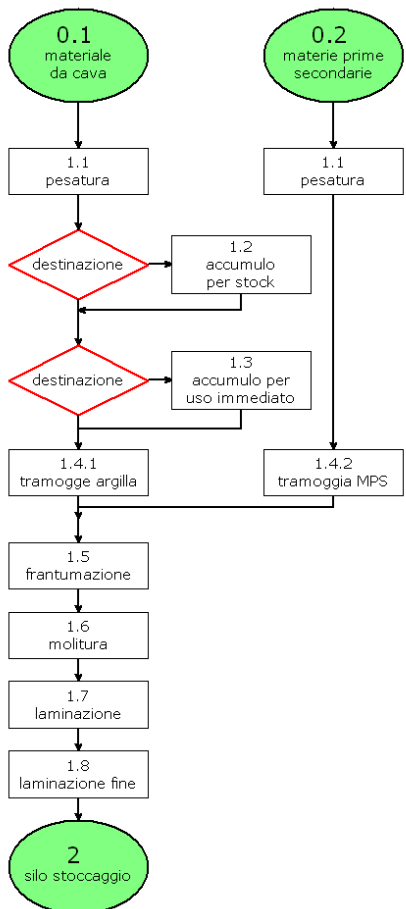 0.1
materiale
da cava
0.2
materie prime
secondarie
1.1
pesatura
1.1
pesatura
destinazione
1.2
accumulo
per stock
destinazione
1.3
accumulo per
uso immediato
1.4.1
tramogge argilla
1.4.2
tramoggia MPS
1.5
frantumazione
1.6
molitura
1.7
laminazione
1.8
laminazione fine
2
silo stoccaggio